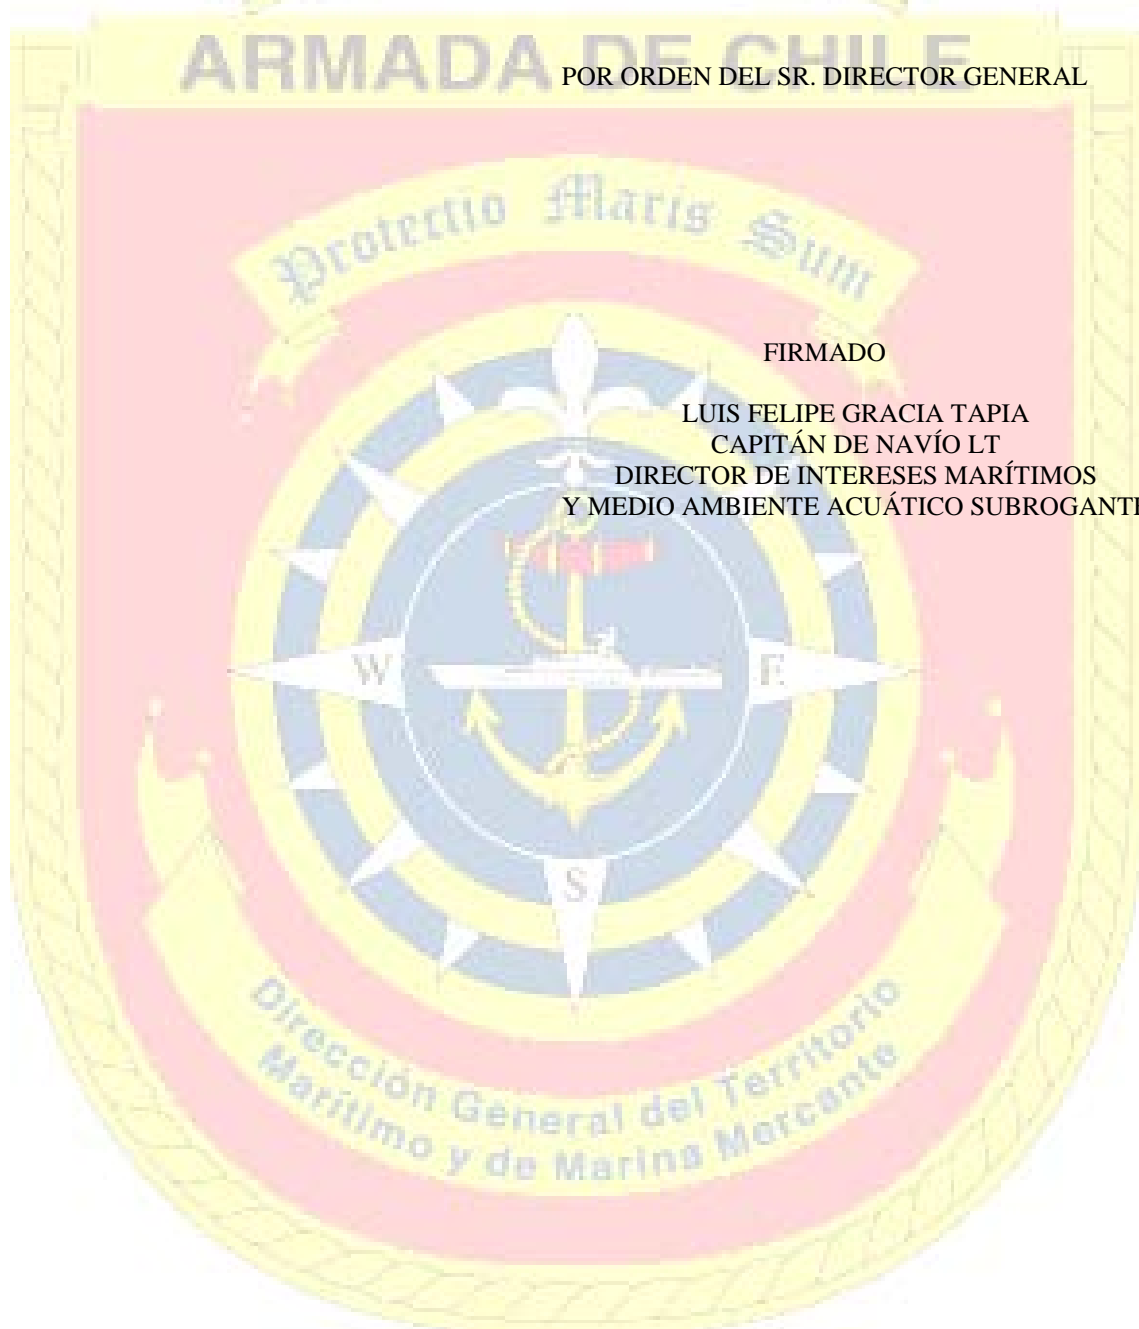 ARMADA DE CHILE
POR ORDEN DEL SR. DIRECTOR GENERAL
Protectio Maris Sum
FIRMADO
LUIS FELIPE GRACIA TAPIA
CAPITÁN DE NAVÍO LT
DIRECTOR DE INTERESES MARÍTIMOS
Y MEDIO AMBIENTE ACUÁTICO SUBROGANTE
W
E
S
Dirección General del Territorio
Marítimo y de Marina Mercante